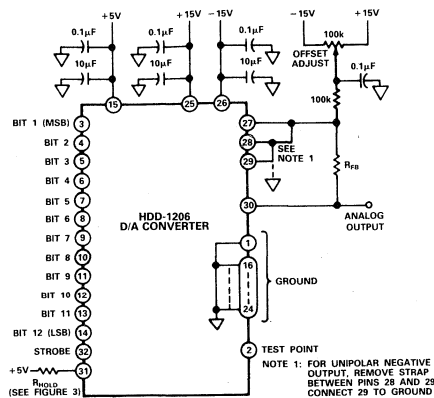 +5V
+15V
-15V
-15V
+15V
100k
OFFSET
ADJUST
0.1µF
0.1µF
0.1µF
0.1µF
10µF
10µF
10µF
100k
15
25
26
BIT 1 (MSB) 3
BIT 2 4
BIT 3 5
BIT 4 6
BIT 5 7
BIT 6 8
BIT 7 9
BIT 8 10
BIT 9 11
BIT 10 12
BIT 11 13
BIT 12 (LSB) 14
STROBE 32
+5V 31
RHOLD
(SEE FIGURE 3)
HDD-1206
D/A CONVERTER
27
28
29
SEE
NOTE 1
RFB
30
ANALOG
OUTPUT
1
16
24
GROUND
2 TEST POINT
NOTE 1: FOR UNIPOLAR NEGATIVE
OUTPUT, REMOVE STRAP
BETWEEN PINS 28 AND 29
CONNECT 29 TO GROUND